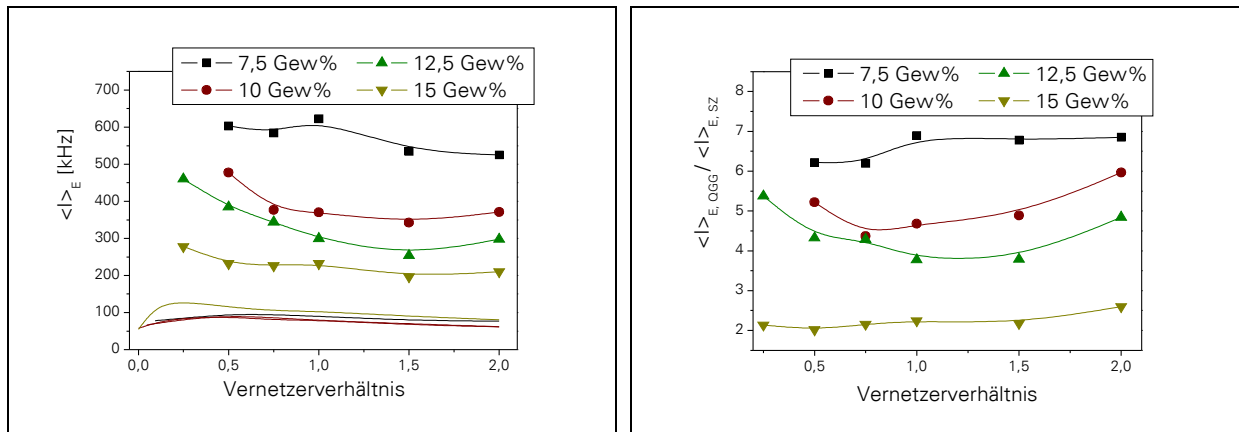 7,5 Gew% 12,5 Gew%
10 Gew% 15 Gew%
<I>E [kHz]
700
600
500
400
300
200
100
0
0,0 0,5 1,0 1,5 2,0
Vernetzerverhältnis
7,5 Gew% 12,5 Gew%
10 Gew% 15 Gew%
<I>E, QGG / <I>E, SZ
8
7
6
5
4
3
2
0,5 1,0 1,5 2,0
Vernetzerverhältnis